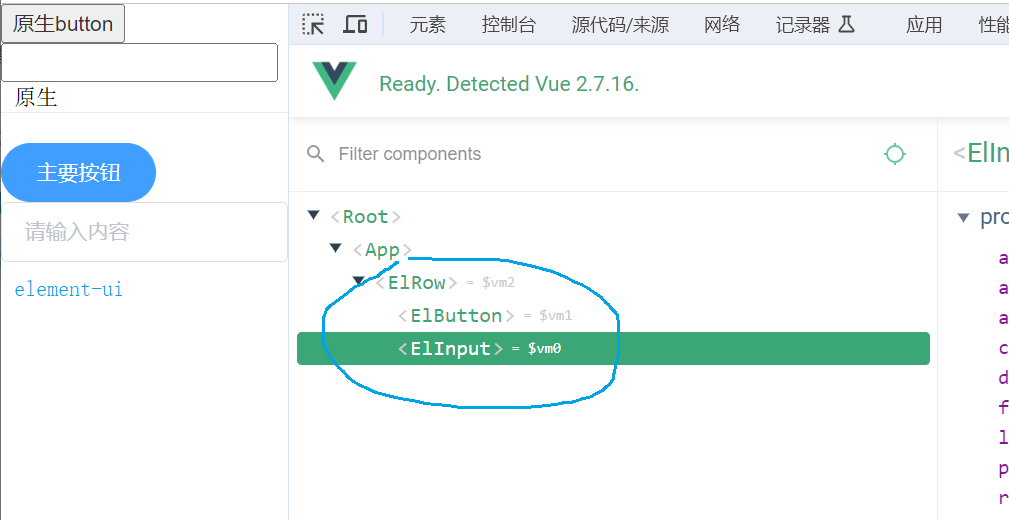 原生button
原生
主要按钮
请输入内容
element-ui
元素 控制台 源代码/来源 网络 记录器 应用 性能
Ready. Detected Vue 2.7.16.
Filter components
<Root>
<App>
<ElRow> = $vm2
<ElButton> = $vm1
<ElInput> = $vm0
<ElIn
pro
a
a
a
c
d
f
l
p
r